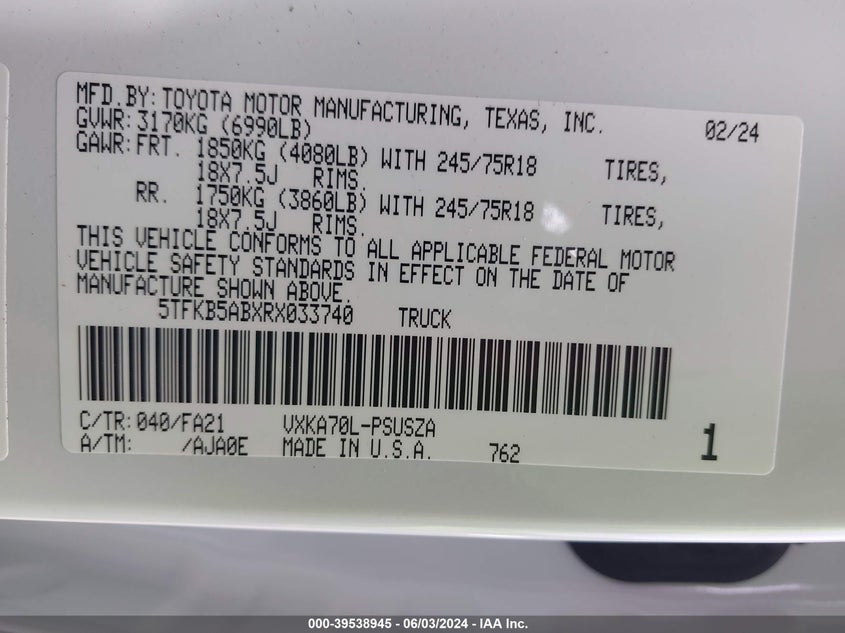 MFD.BY: TOYOTA MOTOR MANUFACTURING, TEXAS, INC. 02/24
GVWR: 3170KG (6990LB)
GAWR: FRT. 1850KG (4080LB) WITH 245/75R18 TIRES,
18X7.5J RIMS.
RR. 1750KG (3860LB) WITH 245/75R18 TIRES,
18X7.5J RIMS.
THIS VEHICLE CONFORMS TO ALL APPLICABLE FEDERAL MOTOR
VEHICLE SAFETY STANDARDS IN EFFECT ON THE DATE OF
MANUFACTURE SHOWN ABOVE.
5TFKB5ABXRX033740 TRUCK
C/TR: 040/FA21 VXKA70L-PSUSZA
A/TM: /AJA0E MADE IN U.S.A. 762 1
000-39538945 - 06/03/2024 - IAA Inc.